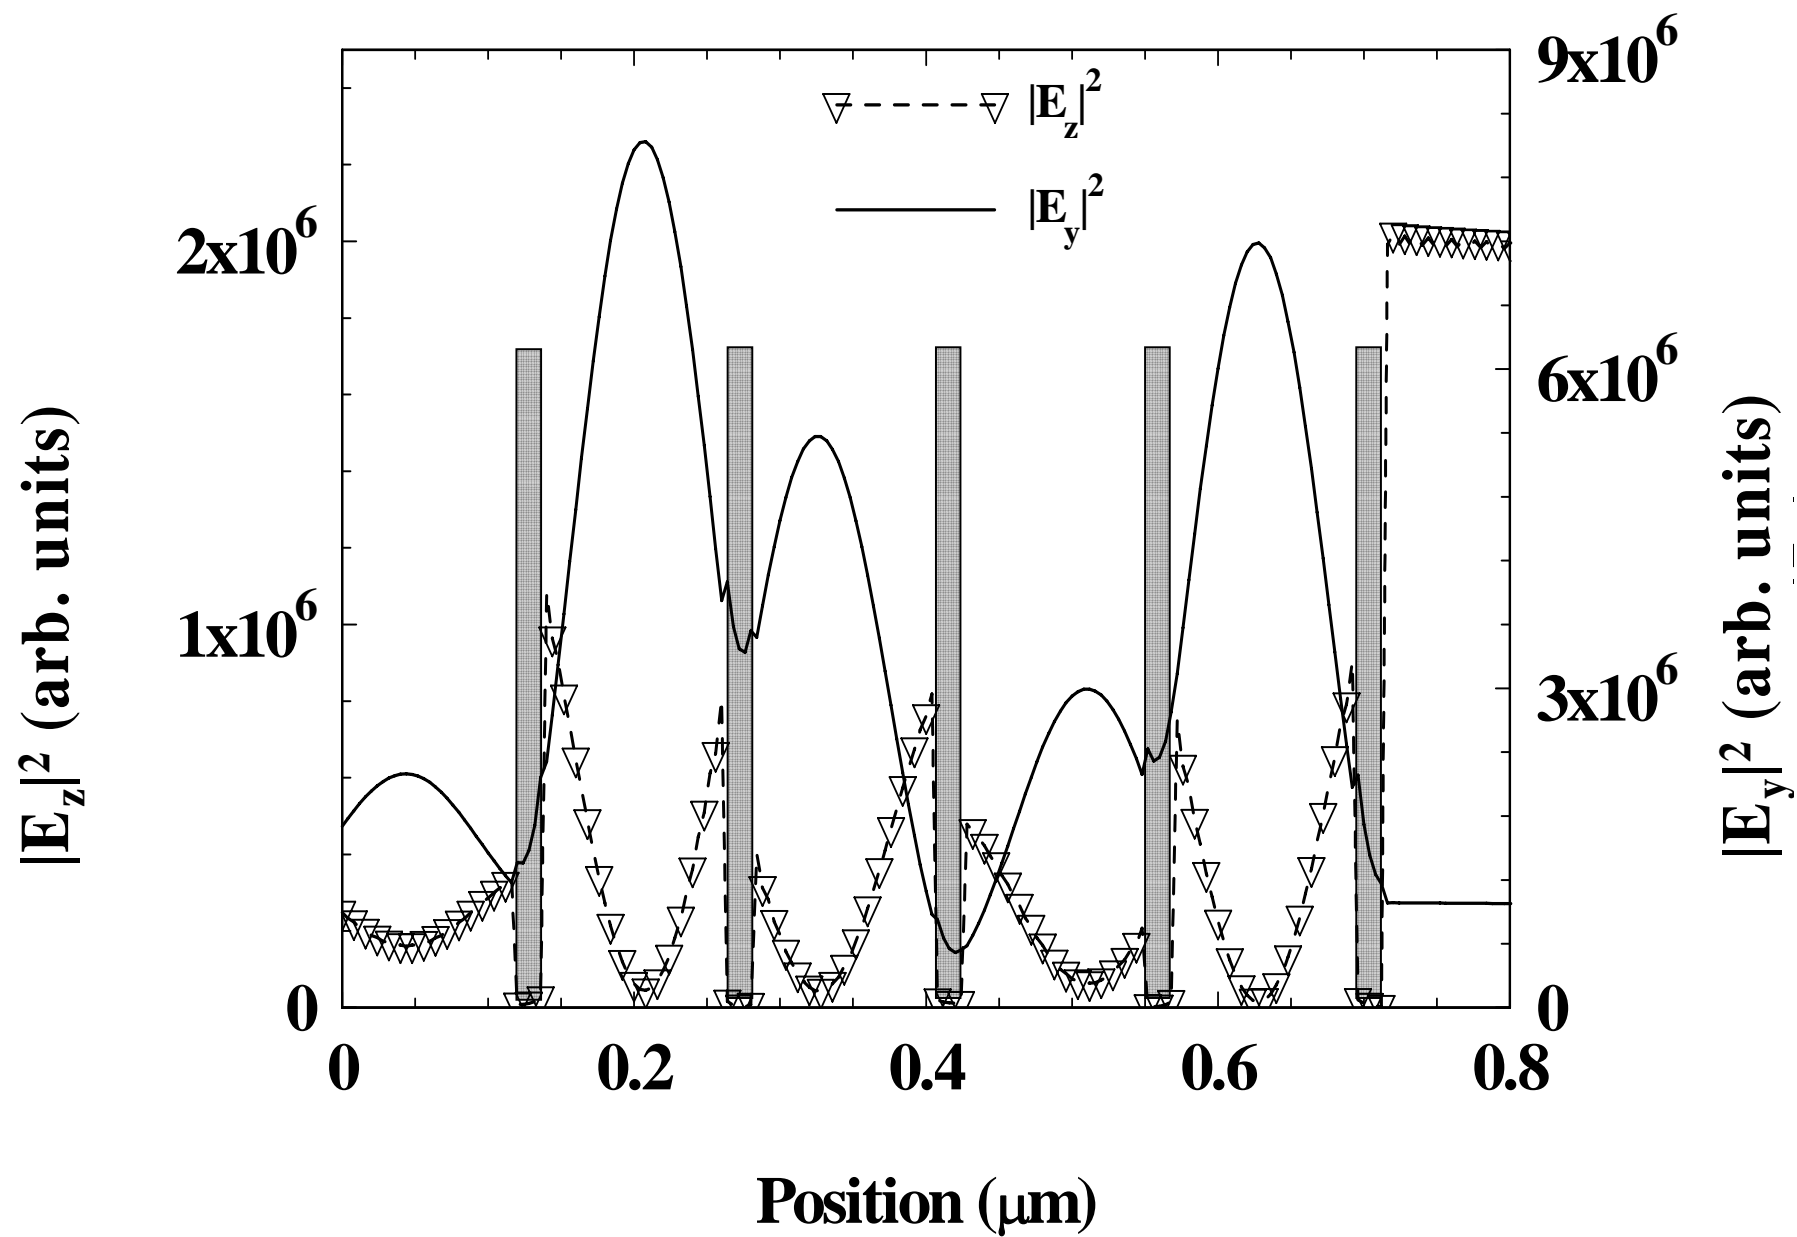 9x10^6
|E_z|^2
|E_y|^2
2x10^6
6x10^6
1x10^6
3x10^6
0
0
0
0.2
0.4
0.6
0.8
Position (μm)
|E_z|^2 (arb. units)
|E_y|^2 (arb. units)